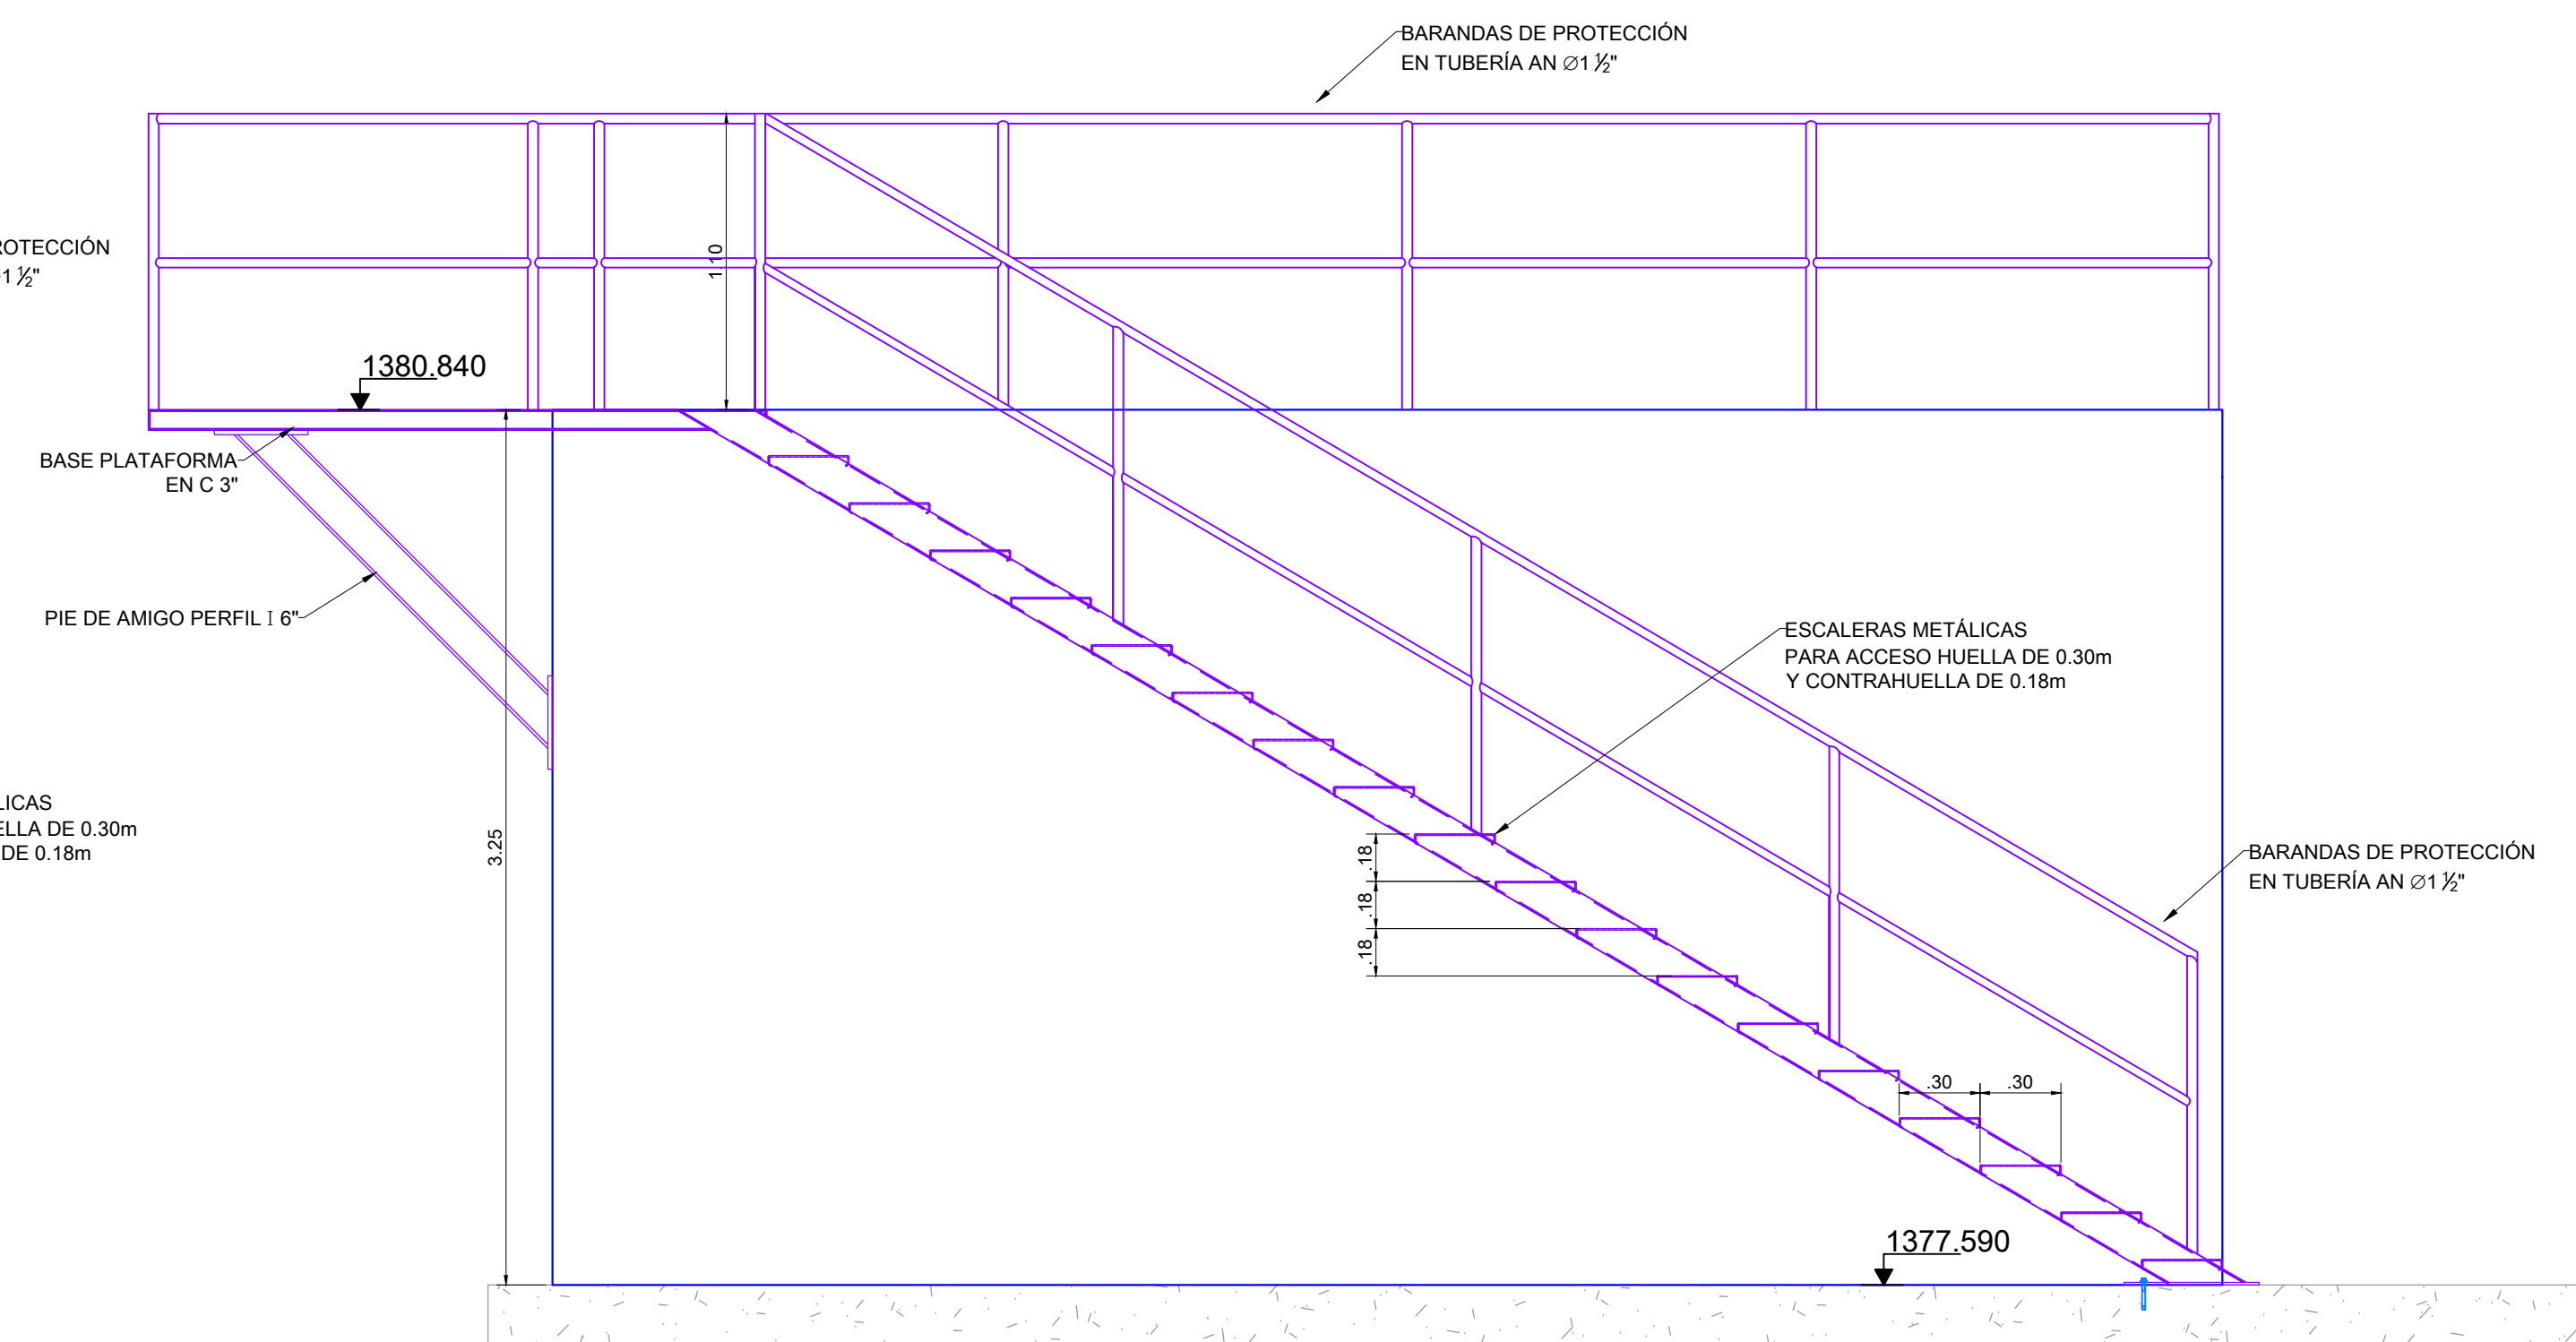 BARANDAS DE PROTECCIÓN
EN TUBERÍA AN ∅1 ½"
ROTECCIÓN
1 ½"
1.10
1380.840
BASE PLATAFORMA
EN C 3"
PIE DE AMIGO PERFIL I 6"
ESCALERAS METÁLICAS
PARA ACCESO HUELLA DE 0.30m
Y CONTRAHUELLA DE 0.18m
LICAS
ELLA DE 0.30m
DE 0.18m
3.25
.18
.18
.18
BARANDAS DE PROTECCIÓN
EN TUBERÍA AN ∅1 ½"
.30 .30
1377.590